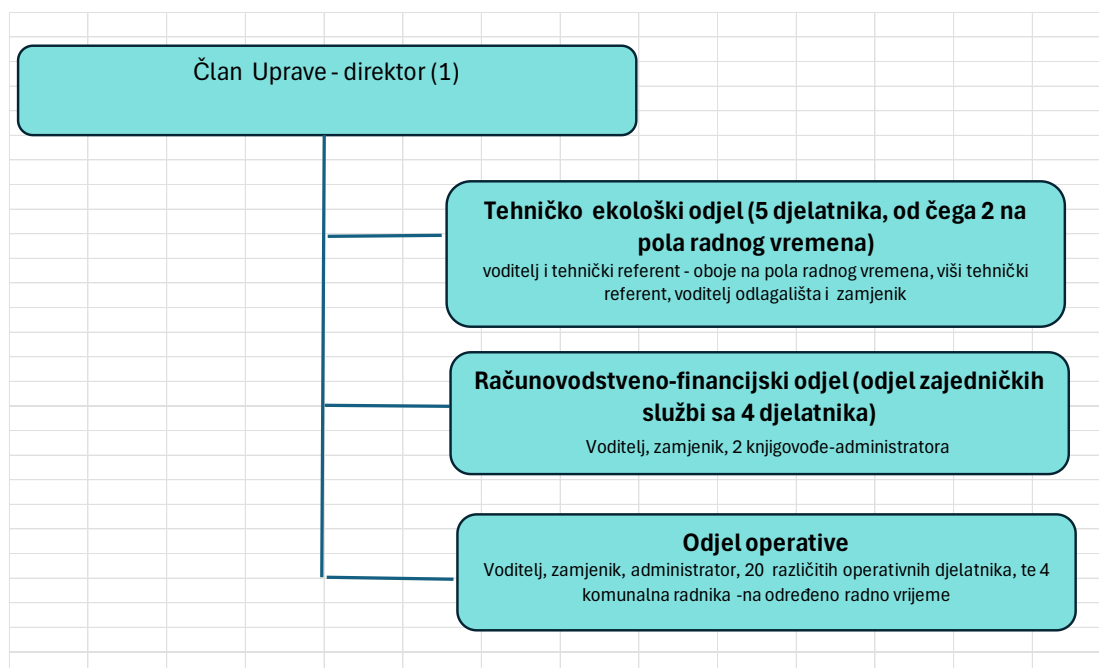 Član Uprave - direktor (1)
Tehničko ekološki odjel (5 djelatnika, od čega 2 na
pola radnog vremena)
voditelj i tehnički referent - oboje na pola radnog vremena, viši tehnički
referent, voditelj odlagališta i zamjenik
Računovodstveno-financijski odjel (odjel zajedničkih
službi sa 4 djelatnika)
Voditelj, zamjenik, 2 knjigovođe-administratora
Odjel operative
Voditelj, zamjenik, administrator, 20 različitih operativnih djelatnika, te 4
komunalna radnika -na određeno radno vrijeme